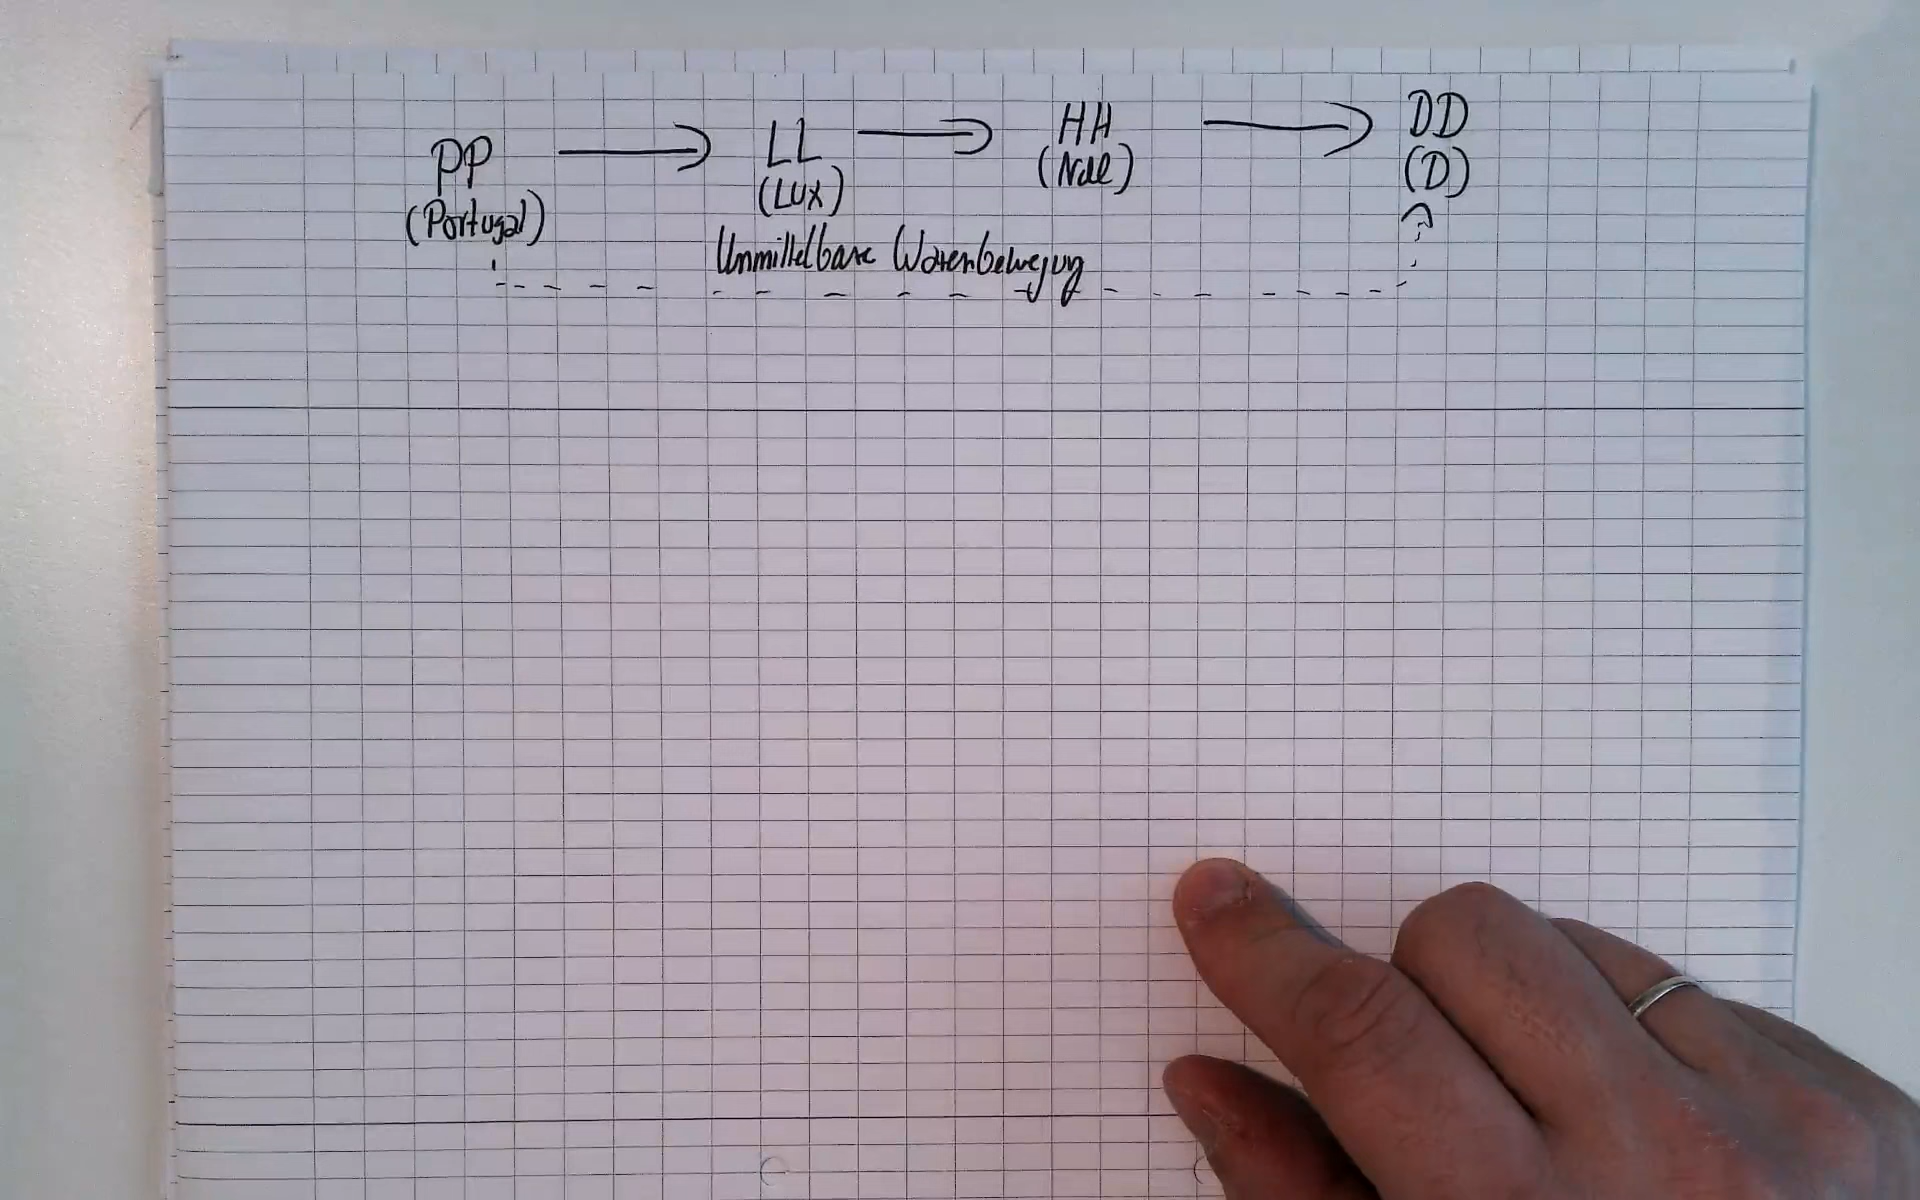 PP → LL → HH → DD
(Portugal) (LUX) (Ndl) (D)
Unmittelbare Warenbewegung